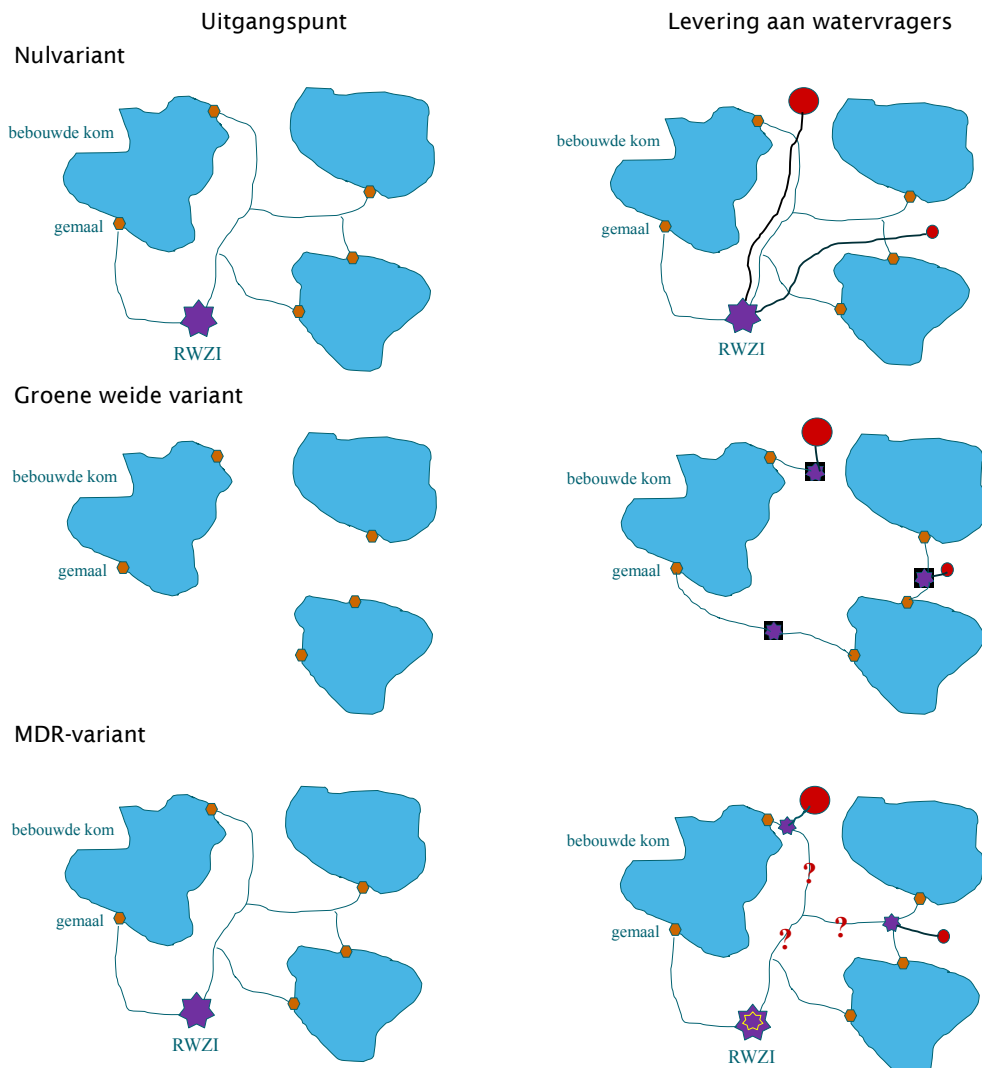 Uitgangspunt
Levering aan watervragers
Nulvariant
bebouwde kom
gemaal
RWZI
bebouwde kom
gemaal
RWZI
Groene weide variant
bebouwde kom
gemaal
bebouwde kom
gemaal
MDR-variant
bebouwde kom
gemaal
RWZI
bebouwde kom
?
?
?
gemaal
RWZI